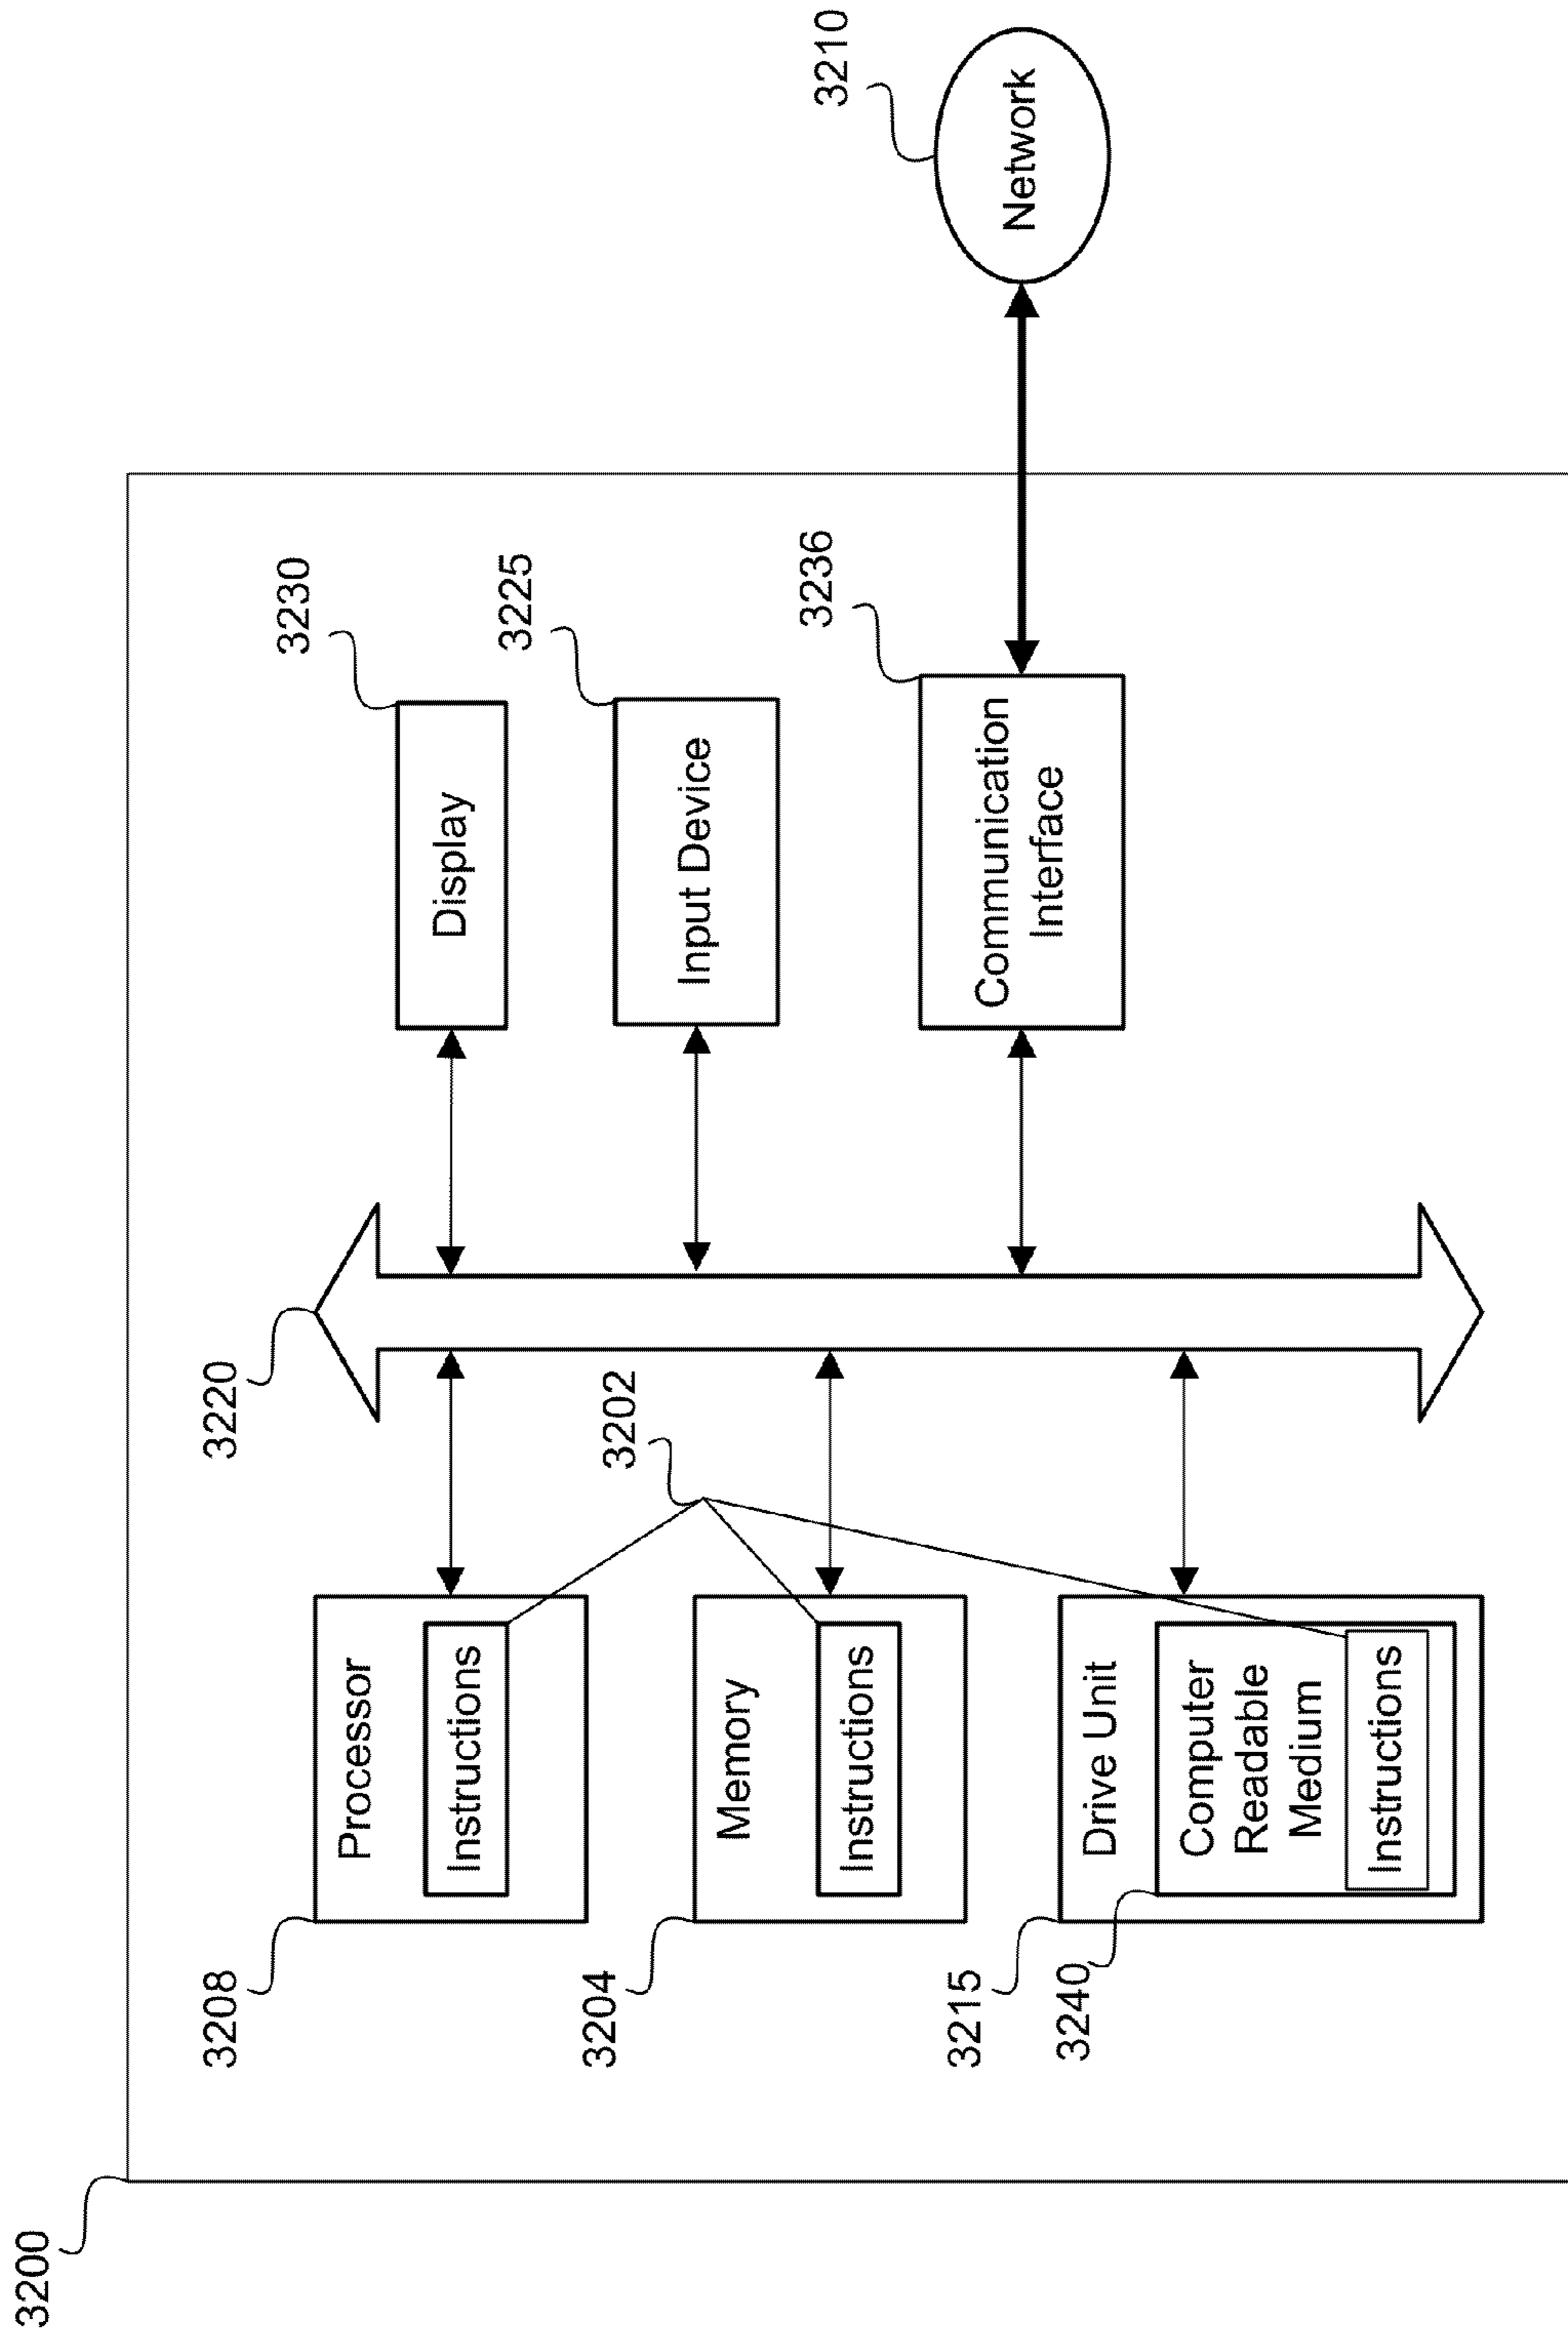 3200
3208
Processor
Instructions
3220
3230
Display
3204
Memory
Instructions
3202
3225
Input Device
3215
Drive Unit
3240
Computer
Readable
Medium
Instructions
3236
Communication
Interface
3210
Network